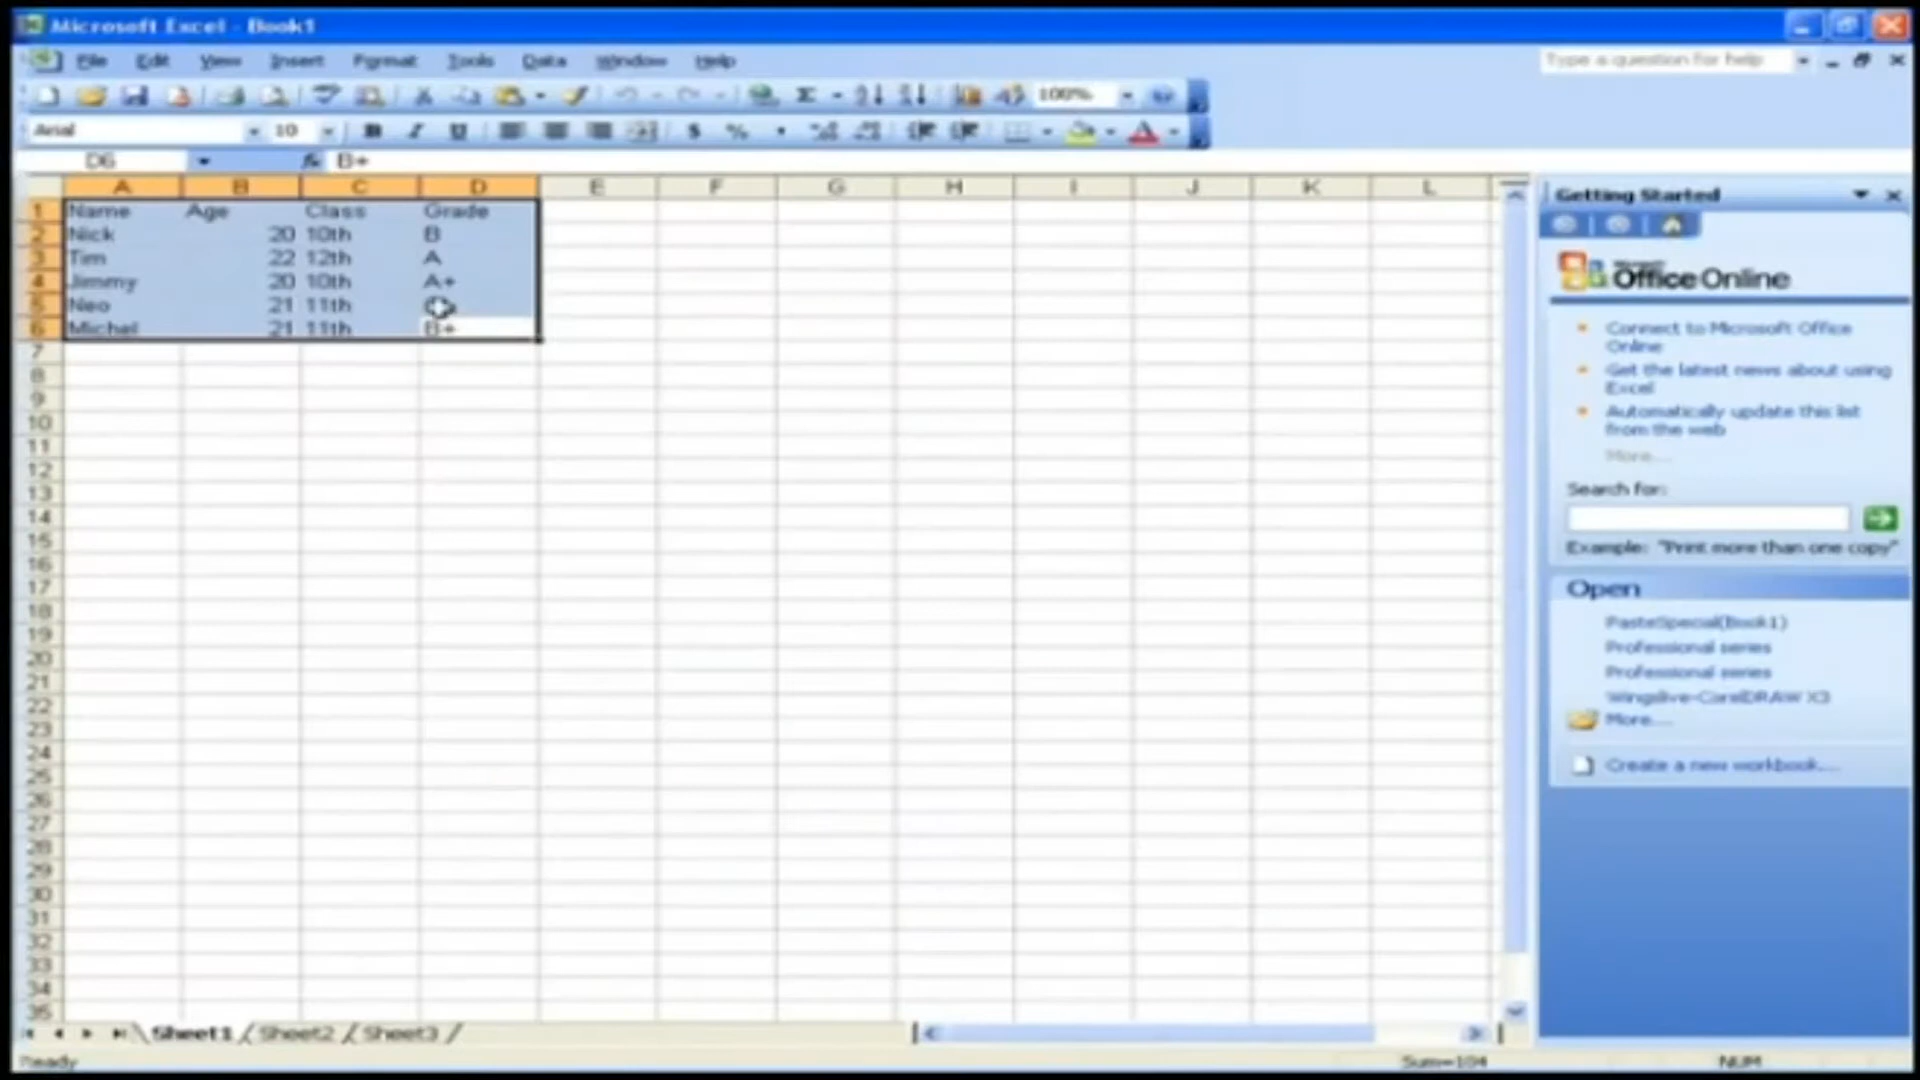 Microsoft Excel - Book1
File Edit View Insert Format Tools Data Window Help
Type a question for help
100%
Arial 10 B I U $ %
D6 fx B+
A B C D E F G H I J K L
1 Name Age Class Grade
2 Nick 20 10th B
3 Tim 22 12th A
4 Jimmy 20 10th A+
5 Neo 21 11th
6 Michel 21 11th B+
7
8
9
10
11
12
13
14
15
16
17
18
19
20
21
22
23
24
25
26
27
28
29
30
31
32
33
34
35
Sheet1 Sheet2 Sheet3
Ready
Sum=104
NUM
Getting Started
Microsoft
Office Online
Connect to Microsoft Office
Online
Get the latest news about using
Excel
Automatically update this list
from the web
More...
Search for:
Example: "Print more than one copy"
Open
PasteSpecial(Book1)
Professional series
Professional series
Wingslive-CorelDRAW X3
More...
Create a new workbook...